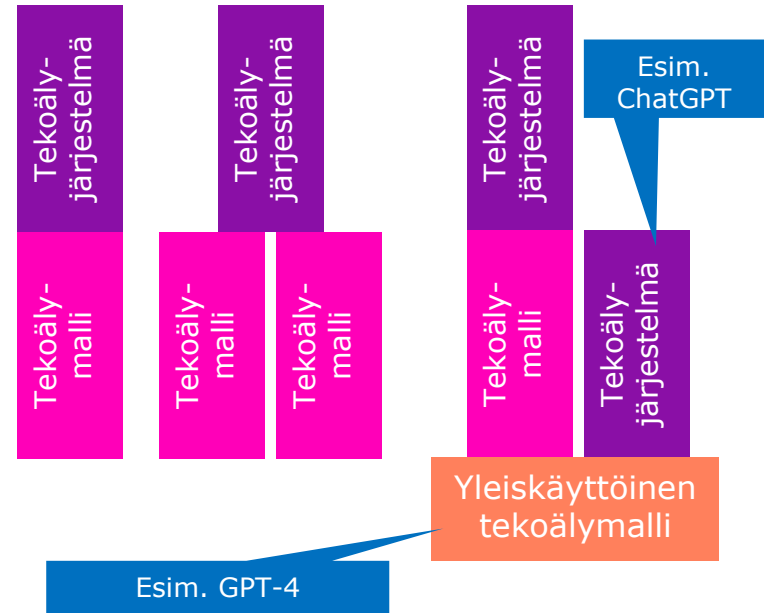 Tekoäly-
järjestelmä
Tekoäly-
järjestelmä
Tekoäly-
järjestelmä
Esim.
ChatGPT
Tekoäly-
malli
Tekoäly-
malli
Tekoäly-
malli
Tekoäly-
malli
Tekoäly-
järjestelmä
Yleiskäyttöinen
tekoälymalli
Esim. GPT-4